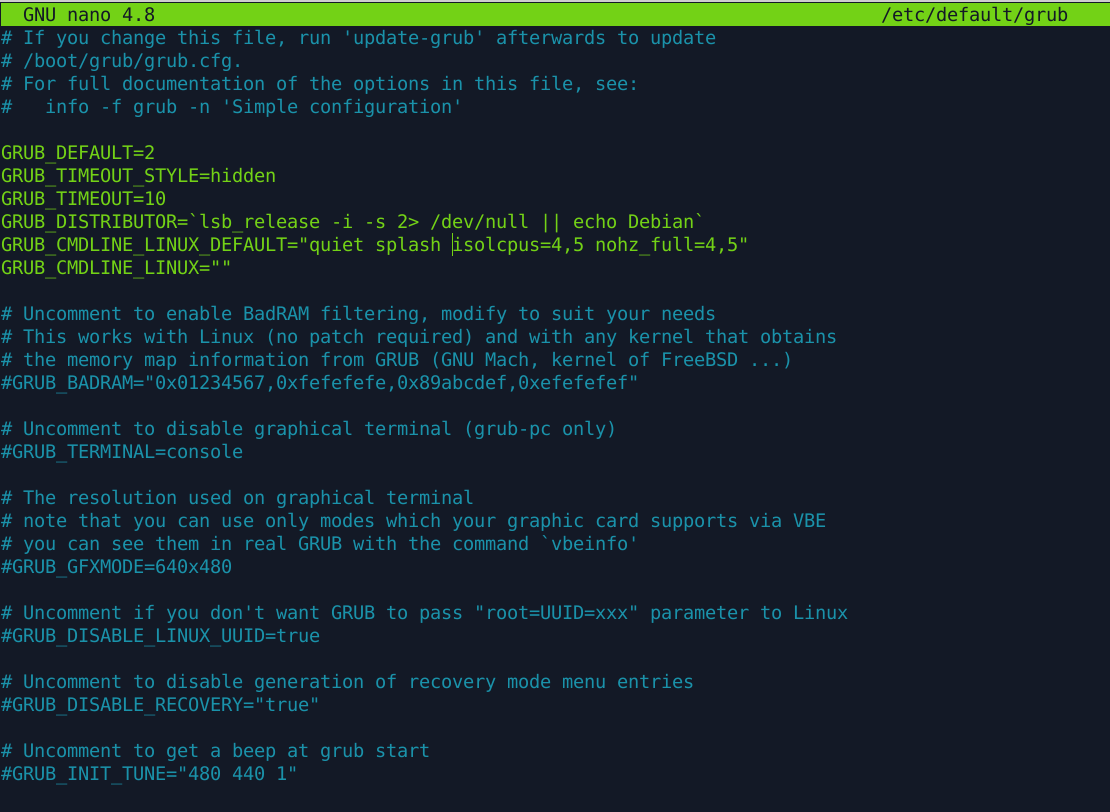 GNU nano 4.8 /etc/default/grub
# If you change this file, run 'update-grub' afterwards to update
# /boot/grub/grub.cfg.
# For full documentation of the options in this file, see:
#   info -f grub -n 'Simple configuration'

GRUB_DEFAULT=2
GRUB_TIMEOUT_STYLE=hidden
GRUB_TIMEOUT=10
GRUB_DISTRIBUTOR=`lsb_release -i -s 2> /dev/null || echo Debian`
GRUB_CMDLINE_LINUX_DEFAULT="quiet splash isolcpus=4,5 nohz_full=4,5"
GRUB_CMDLINE_LINUX=""

# Uncomment to enable BadRAM filtering, modify to suit your needs
# This works with Linux (no patch required) and with any kernel that obtains
# the memory map information from GRUB (GNU Mach, kernel of FreeBSD ...)
#GRUB_BADRAM="0x01234567,0xfefefefe,0x89abcdef,0xefefefef"

# Uncomment to disable graphical terminal (grub-pc only)
#GRUB_TERMINAL=console

# The resolution used on graphical terminal
# note that you can use only modes which your graphic card supports via VBE
# you can see them in real GRUB with the command `vbeinfo'
#GRUB_GFXMODE=640x480

# Uncomment if you don't want GRUB to pass "root=UUID=xxx" parameter to Linux
#GRUB_DISABLE_LINUX_UUID=true

# Uncomment to disable generation of recovery mode menu entries
#GRUB_DISABLE_RECOVERY="true"

# Uncomment to get a beep at grub start
#GRUB_INIT_TUNE="480 440 1"